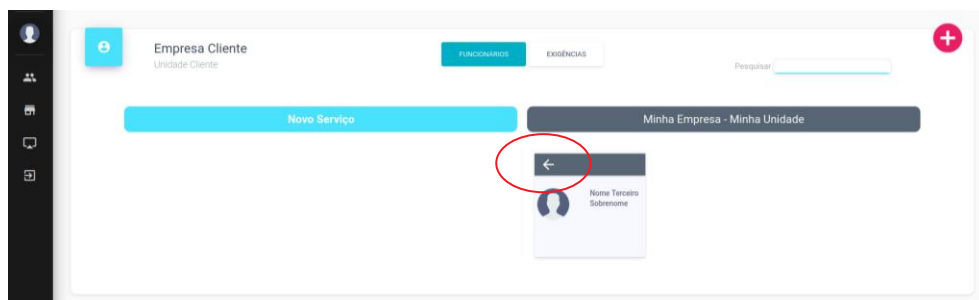 Empresa Cliente
Unidade Cliente
FUNCIONÁRIOS
EXIGÊNCIAS
Pesquisar
Novo Serviço
Minha Empresa - Minha Unidade
Nome Terceiro
Sobrenome